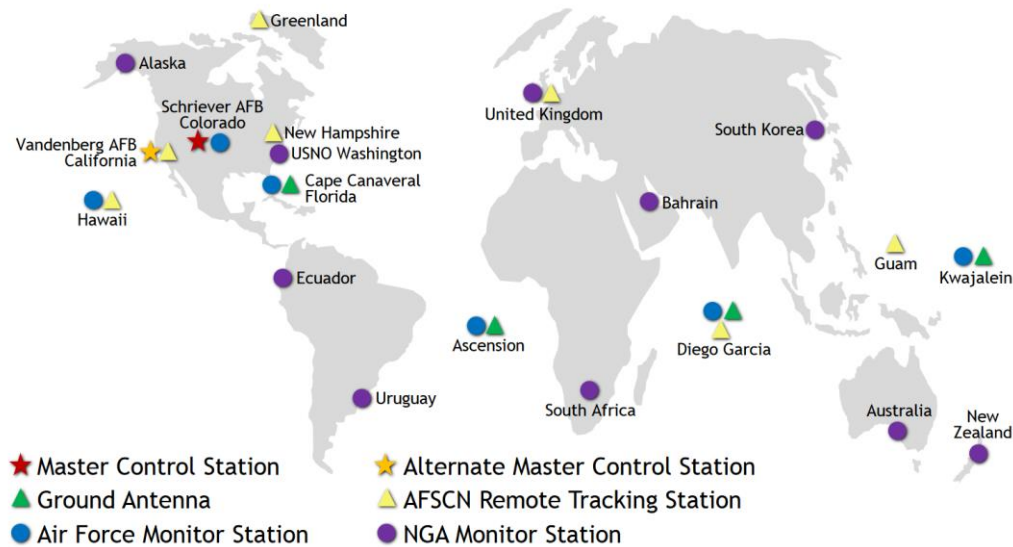 Greenland
Alaska
Schriever AFB
Colorado
United Kingdom
New Hampshire
South Korea
Vandenberg AFB
California
USNO Washington
Cape Canaveral
Florida
Bahrain
Hawaii
Guam
Kwajalein
Ecuador
Ascension
Diego Garcia
Uruguay
South Africa
Australia
New
Zealand
Master Control Station
Alternate Master Control Station
Ground Antenna
AFSCN Remote Tracking Station
Air Force Monitor Station
NGA Monitor Station